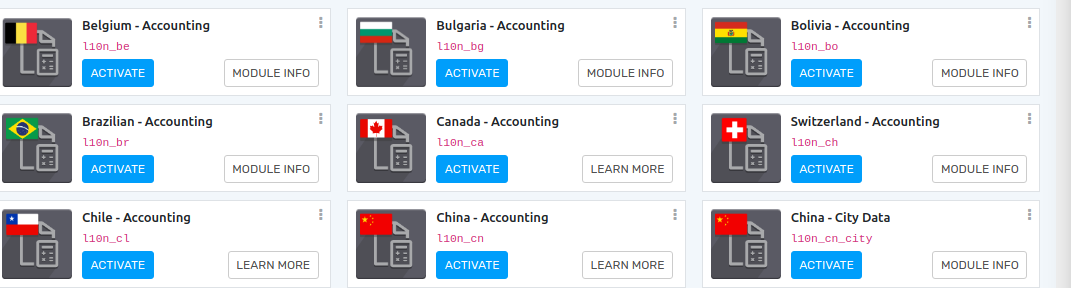 Belgium - Accounting
l10n_be
ACTIVATE
MODULE INFO
Bulgaria - Accounting
l10n_bg
ACTIVATE
MODULE INFO
Bolivia - Accounting
l10n_bo
ACTIVATE
MODULE INFO
Brazilian - Accounting
l10n_br
ACTIVATE
MODULE INFO
Canada - Accounting
l10n_ca
ACTIVATE
LEARN MORE
Switzerland - Accounting
l10n_ch
ACTIVATE
MODULE INFO
Chile - Accounting
l10n_cl
ACTIVATE
LEARN MORE
China - Accounting
l10n_cn
ACTIVATE
LEARN MORE
China - City Data
l10n_cn_city
ACTIVATE
MODULE INFO